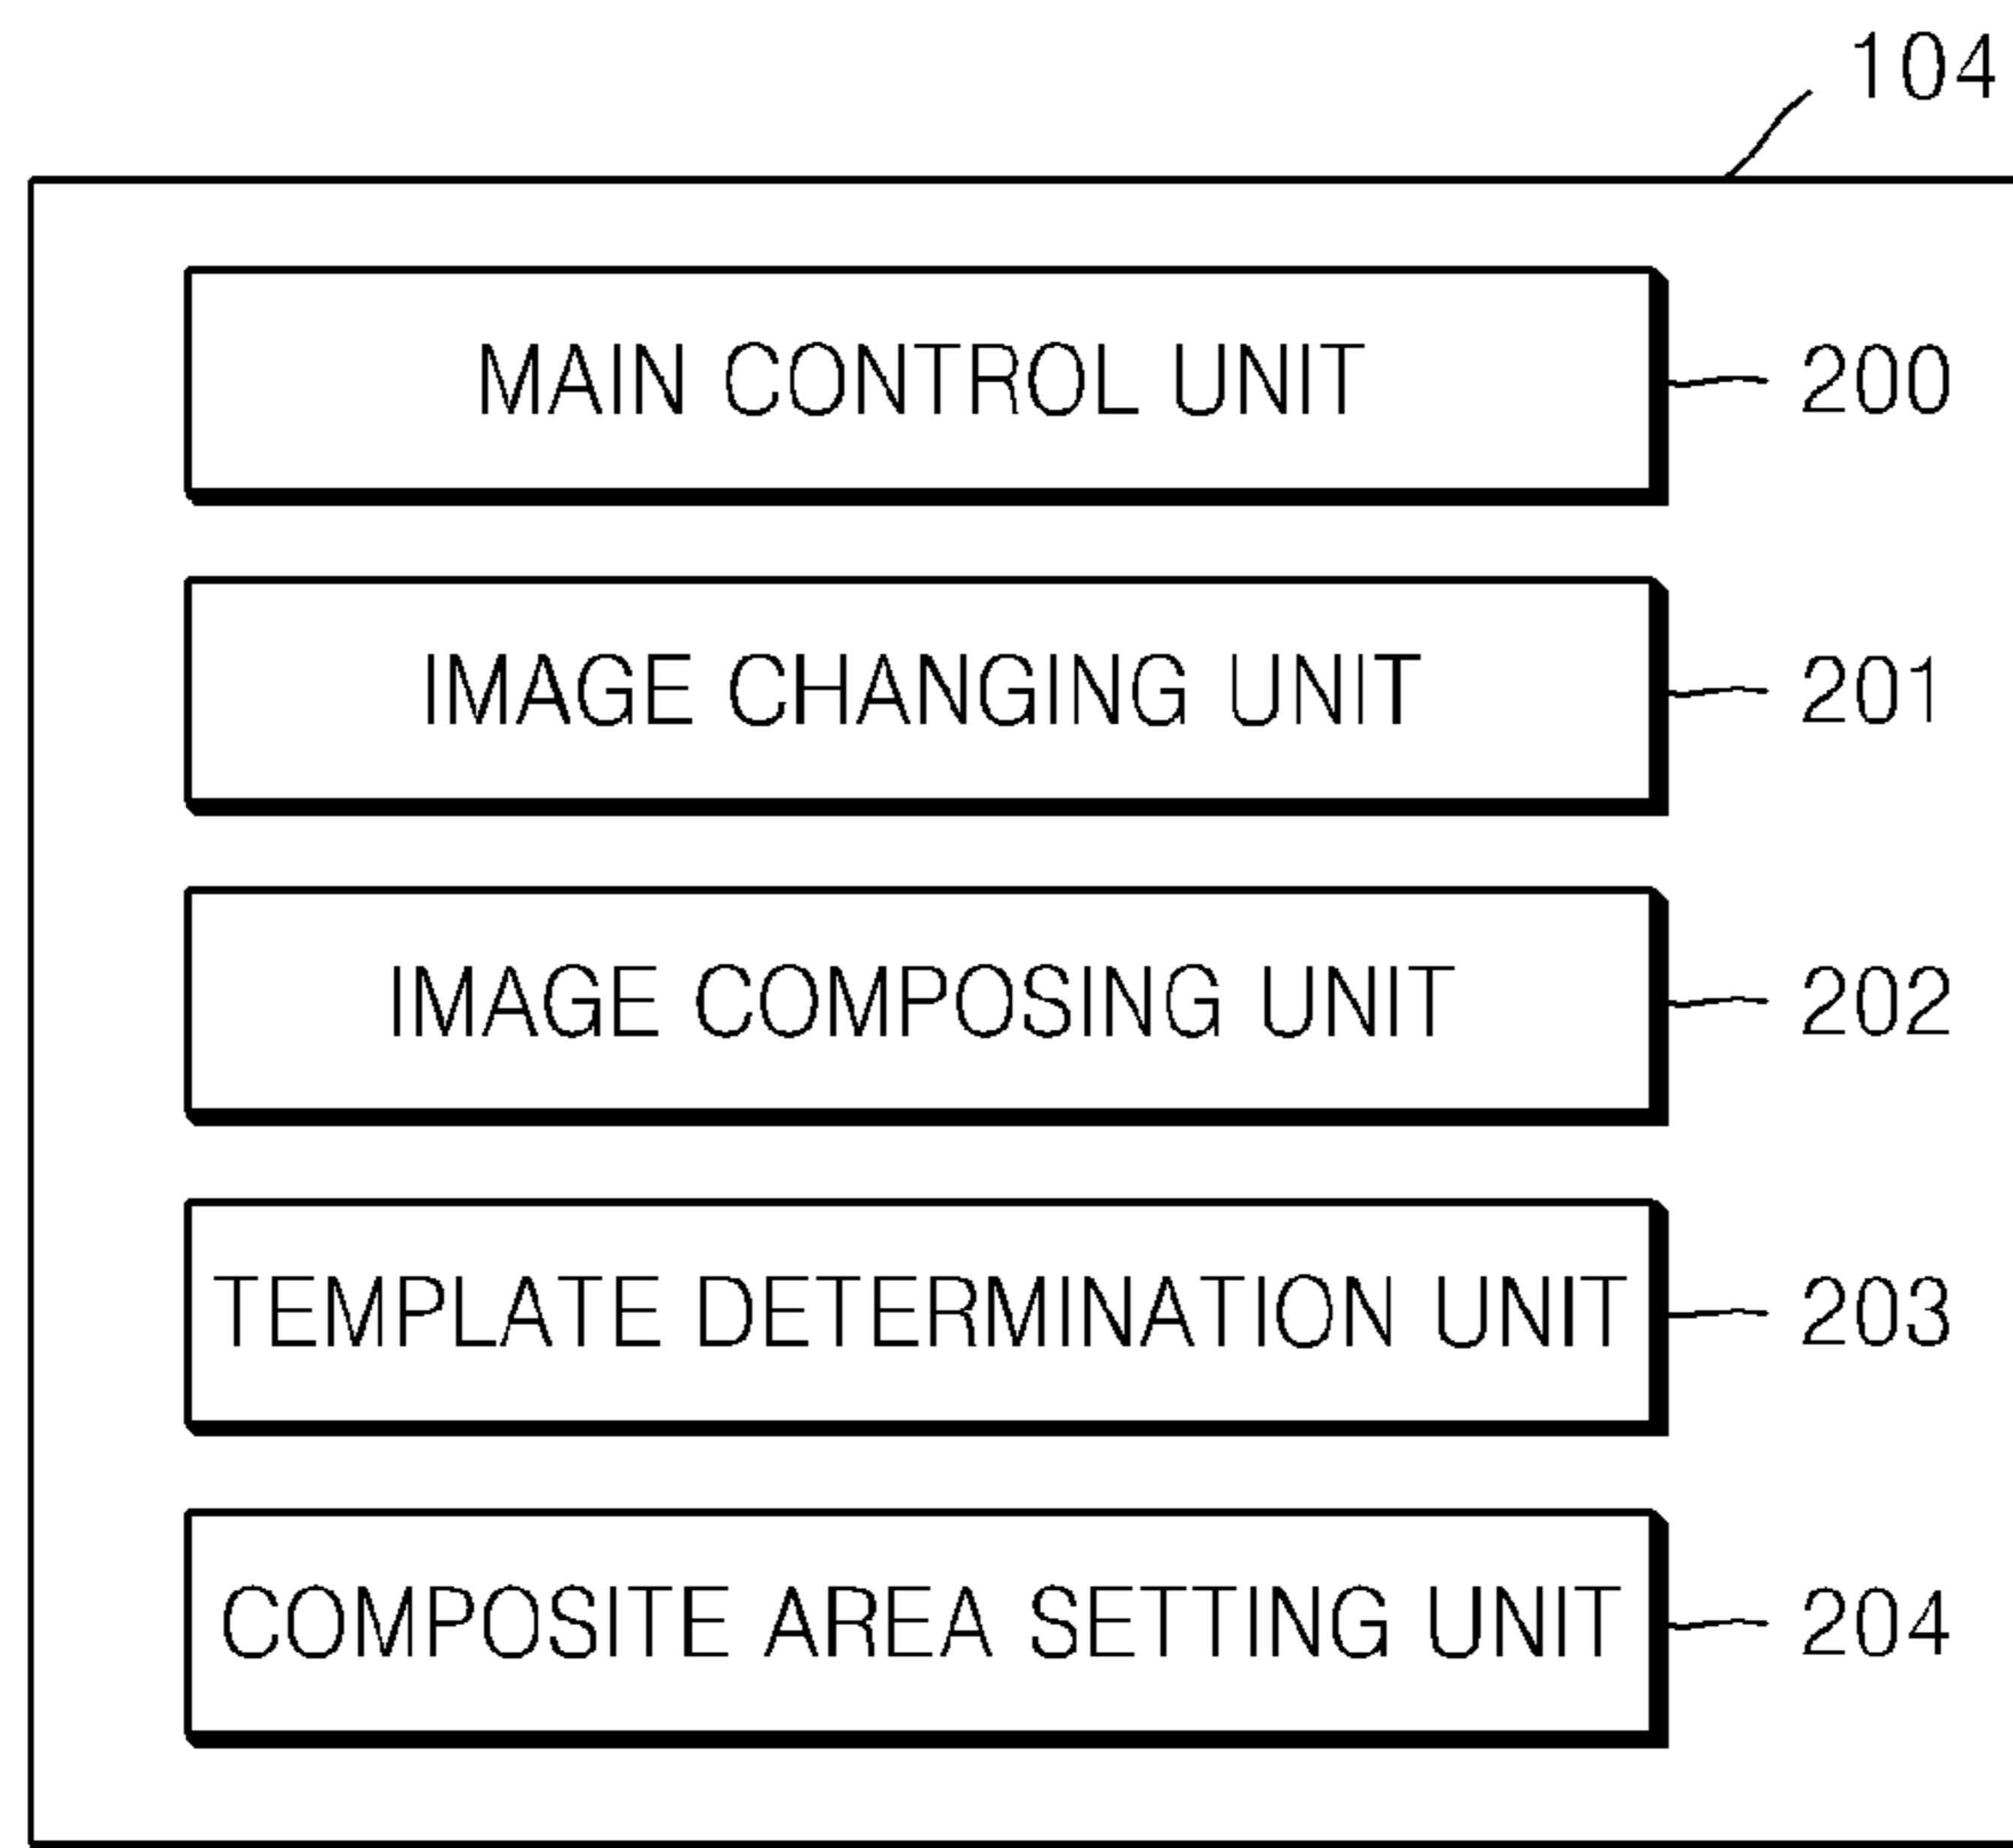 104
MAIN CONTROL UNIT 200
IMAGE CHANGING UNIT 201
IMAGE COMPOSING UNIT 202
TEMPLATE DETERMINATION UNIT 203
COMPOSITE AREA SETTING UNIT 204